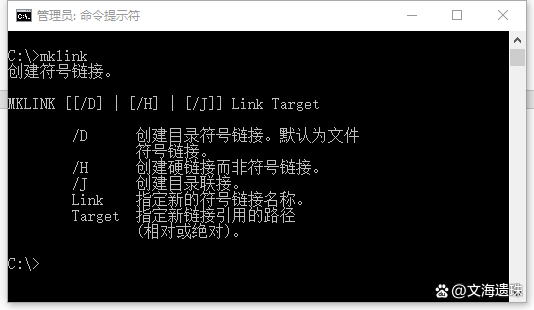 管理员: 命令提示符
C:\>mklink
创建符号链接。
MKLINK [[/D] | [/H] | [/J]] Link Target
/D 创建目录符号链接。默认为文件
符号链接。
/H 创建硬链接而非符号链接。
/J 创建目录联接。
Link 指定新的符号链接名称。
Target 指定新链接引用的路径
(相对或绝对)。
C:\>
@文海遗珠